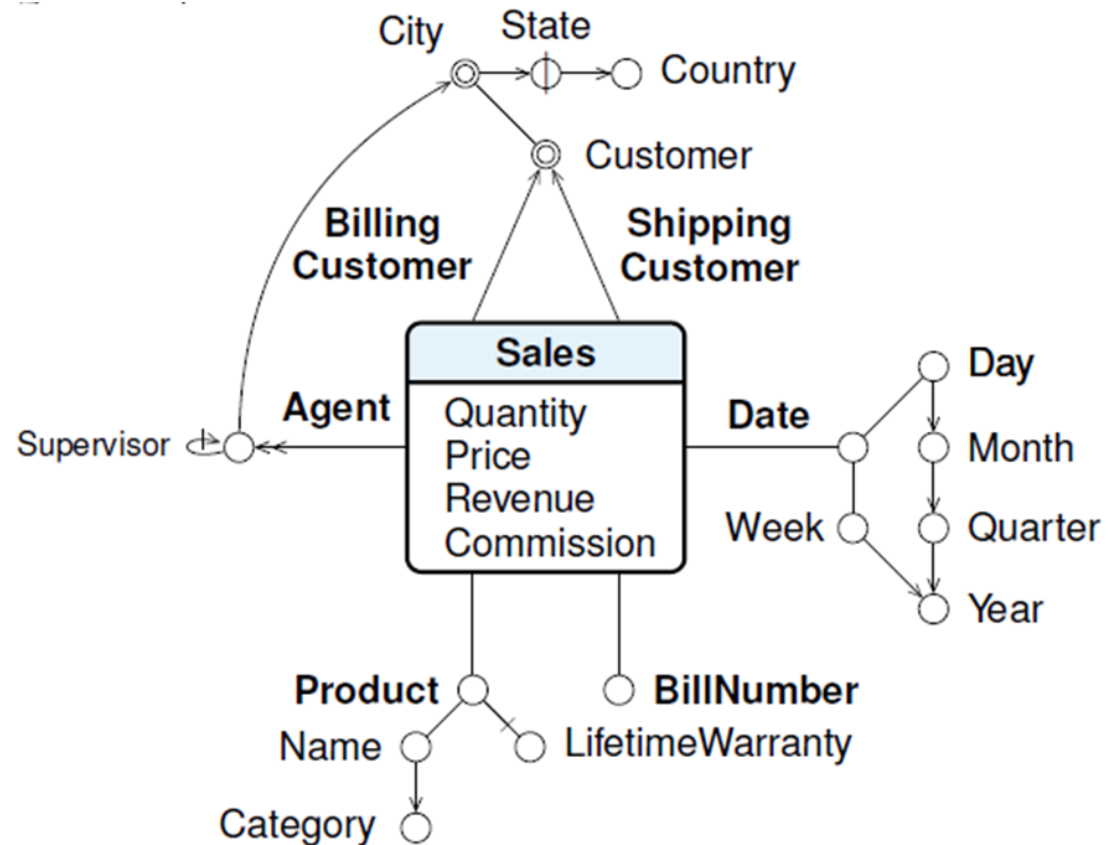 City
State
Country
Customer
Billing
Customer
Shipping
Customer
Sales
Quantity
Price
Revenue
Commission
Agent
Supervisor
Date
Day
Month
Week
Quarter
Year
Product
BillNumber
Name
LifetimeWarranty
Category